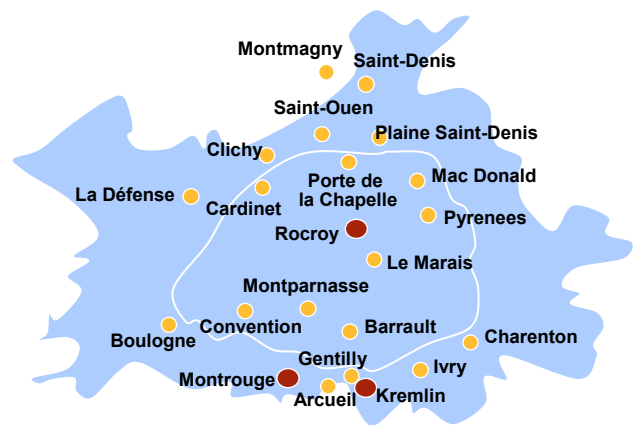 Montmagny
Saint-Denis
Saint-Ouen
Plaine Saint-Denis
Clichy
Porte de
la Chapelle
Mac Donald
La Défense
Cardinet
Pyrenees
Rocroy
Le Marais
Montparnasse
Boulogne
Convention
Barrault
Charenton
Gentilly
Ivry
Montrouge
Arcueil
Kremlin